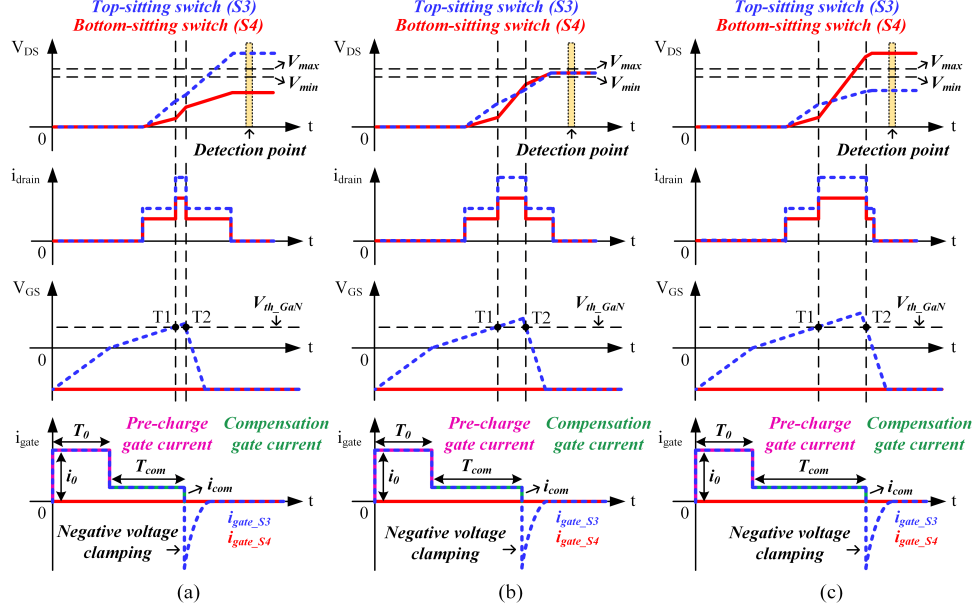 Top-sitting switch (S3)
Bottom-sitting switch (S4)
VDS
Vmax
Vmin
0
t
Detection point
idrain
0
t
VGS
Vth_GaN
T1
T2
0
t
Pre-charge
gate current
Compensation
gate current
igate
T0
Tcom
i0
icom
0
t
Negative voltage
clamping
igate_S3
igate_S4
(a)
Top-sitting switch (S3)
Bottom-sitting switch (S4)
VDS
Vmax
Vmin
0
t
Detection point
idrain
0
t
VGS
Vth_GaN
T1
T2
0
t
Pre-charge
gate current
Compensation
gate current
igate
T0
Tcom
i0
icom
0
t
Negative voltage
clamping
igate_S3
igate_S4
(b)
Top-sitting switch (S3)
Bottom-sitting switch (S4)
VDS
Vmax
Vmin
0
t
Detection point
idrain
0
t
VGS
Vth_GaN
T1
T2
0
t
Pre-charge
gate current
Compensation
gate current
igate
T0
Tcom
i0
icom
0
t
Negative voltage
clamping
igate_S3
igate_S4
(c)